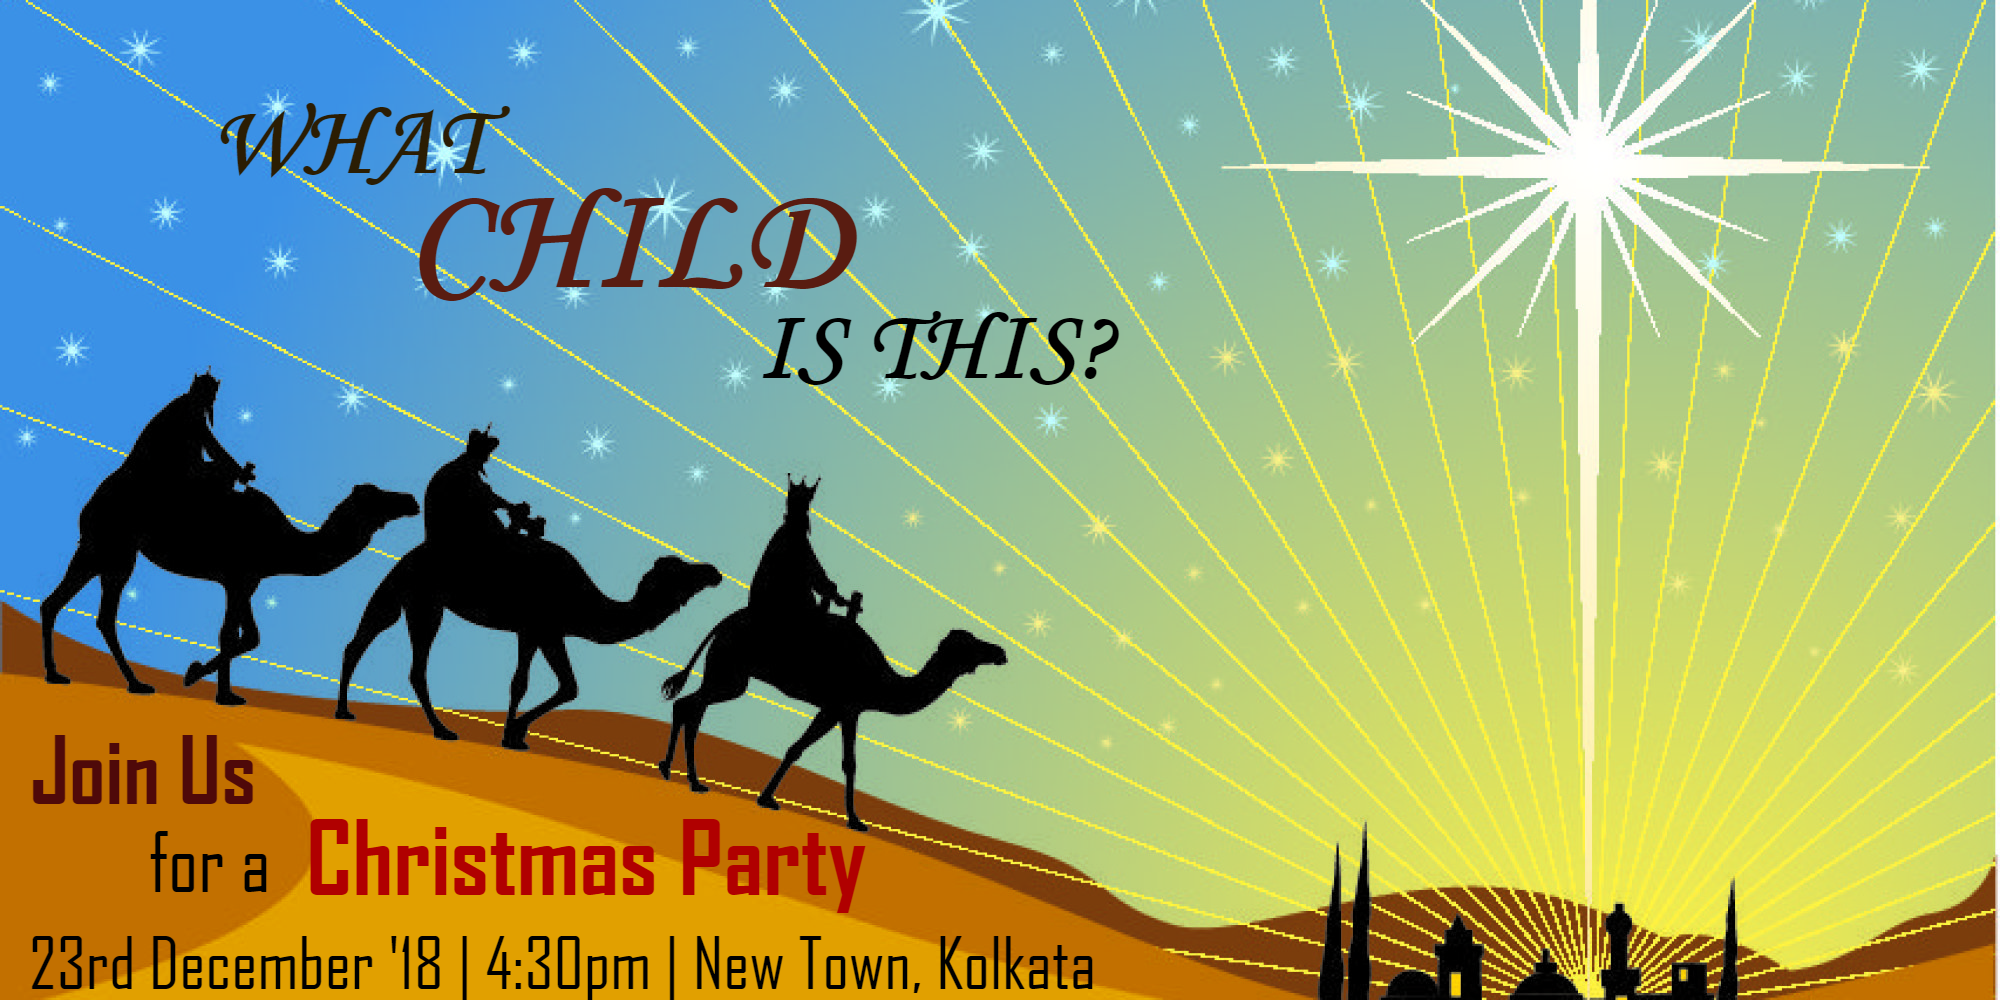 WHAT
CHILD
IS THIS?
Join Us
for a Christmas Party
23rd December '18 | 4:30pm | New Town, Kolkata